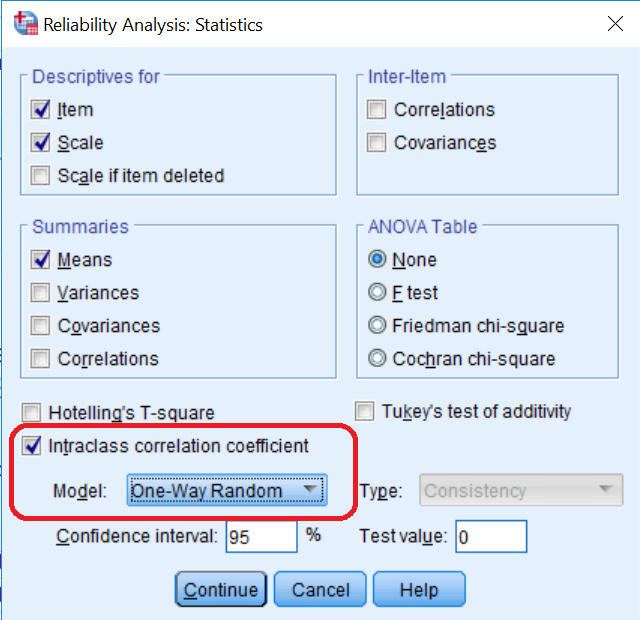 Reliability Analysis: Statistics
Descriptives for
Item
Scale
Scale if item deleted
Inter-Item
Correlations
Covariances
Summaries
Means
Variances
Covariances
Correlations
ANOVA Table
None
F test
Friedman chi-square
Cochran chi-square
Hotelling's T-square
Tukey's test of additivity
Intraclass correlation coefficient
Model: One-Way Random Type: Consistency
Confidence interval: 95 % Test value: 0
Continue Cancel Help